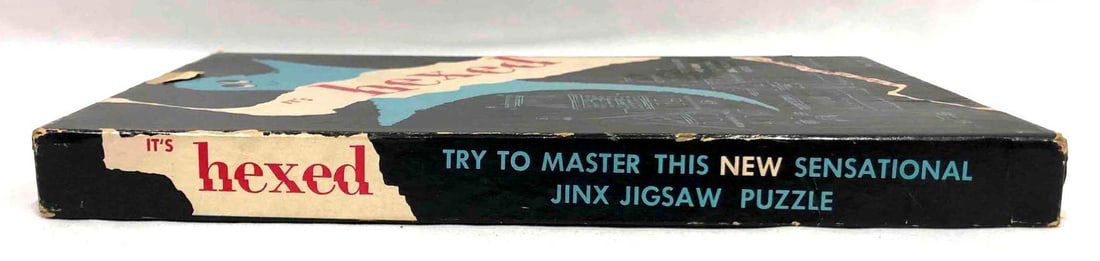 IT'S hexed
IT'S
hexed
TRY TO MASTER THIS NEW SENSATIONAL
JINX JIGSAW PUZZLE